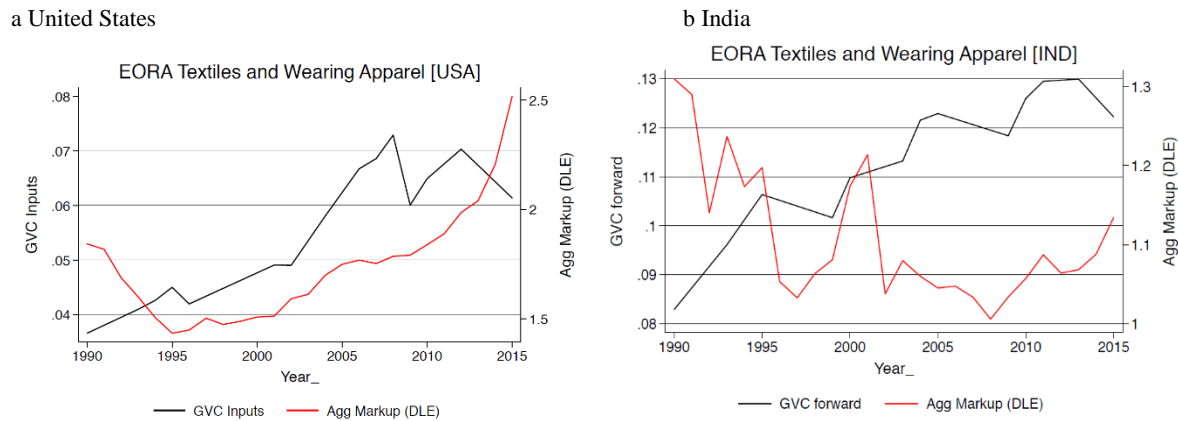 a United States
EORA Textiles and Wearing Apparel [USA]
GVC Inputs
.08
.07
.06
.05
.04
2.5
2
1.5
Agg Markup (DLE)
1990 1995 2000 2005 2010 2015
Year_
GVC Inputs Agg Markup (DLE)
b India
EORA Textiles and Wearing Apparel [IND]
GVC forward
.13
.12
.11
.1
.09
.08
1.3
1.2
1.1
1
Agg Markup (DLE)
1990 1995 2000 2005 2010 2015
Year_
GVC forward Agg Markup (DLE)